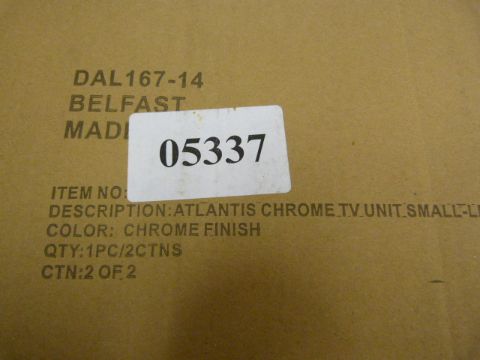 DAL167-14
BELFAST
05337
ITEM NO:
DESCRIPTION: ATLANTIS CHROME TV UNIT SMALL-
COLOR: CHROME FINISH
QTY:1PC/2CTNS
CTN:2 OF 2